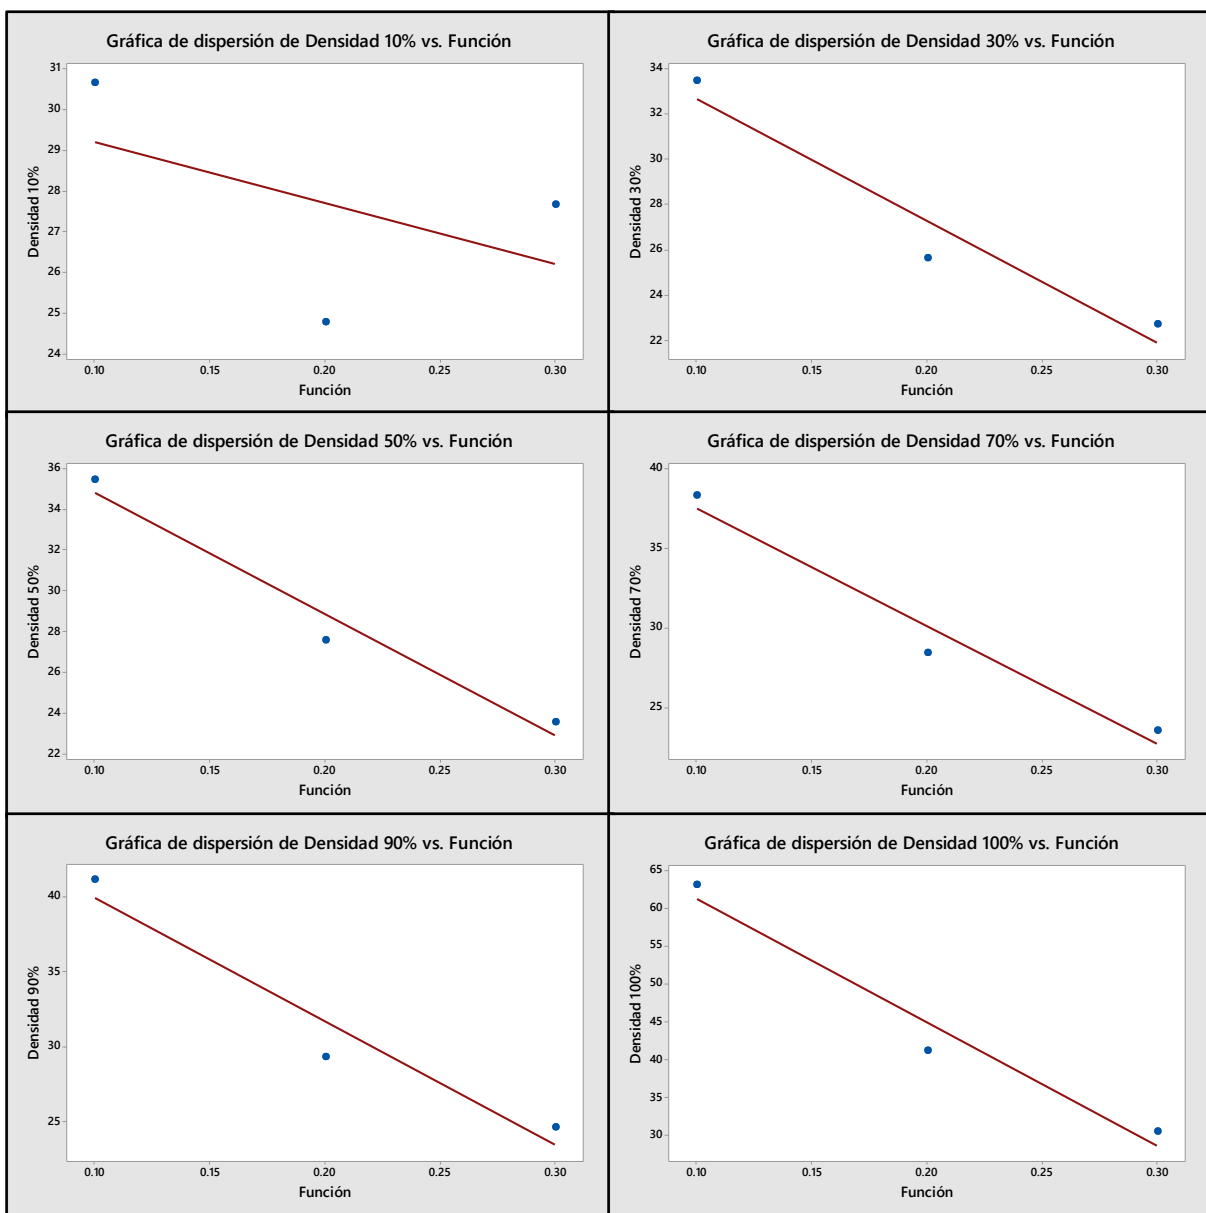 Gráfica de dispersión de Densidad 10% vs. Función
31
30
29
28
27
26
25
24
Densidad 10%
0.10 0.15 0.20 0.25 0.30
Función
Gráfica de dispersión de Densidad 30% vs. Función
34
32
30
28
26
24
22
Densidad 30%
0.10 0.15 0.20 0.25 0.30
Función
Gráfica de dispersión de Densidad 50% vs. Función
36
34
32
30
28
26
24
22
Densidad 50%
0.10 0.15 0.20 0.25 0.30
Función
Gráfica de dispersión de Densidad 70% vs. Función
40
35
30
25
Densidad 70%
0.10 0.15 0.20 0.25 0.30
Función
Gráfica de dispersión de Densidad 90% vs. Función
40
35
30
25
Densidad 90%
0.10 0.15 0.20 0.25 0.30
Función
Gráfica de dispersión de Densidad 100% vs. Función
65
60
55
50
45
40
35
30
Densidad 100%
0.10 0.15 0.20 0.25 0.30
Función